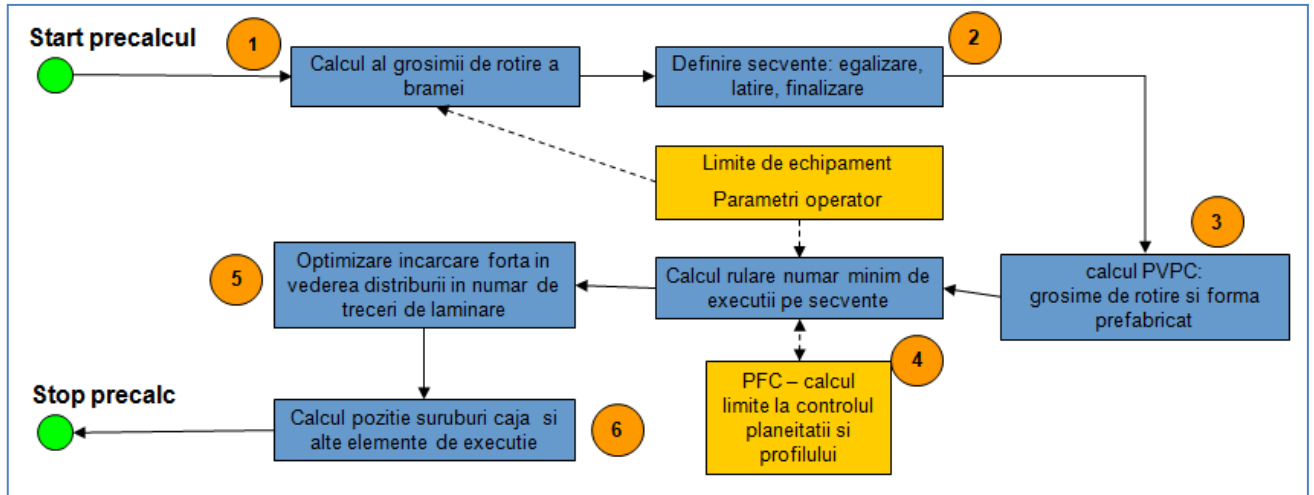 Start precalcul
1
Calcul al grosimii de rotire a
bramei
2
Definire secvente: egalizare,
latire, finalizare
Limite de echipament
Parametri operator
3
calcul PVPC:
grosime de rotire si forma
prefabricat
Calcul rulare numar minim de
executii pe secvente
4
PFC – calcul
limite la controlul
planeitatii si
profilului
5
Optimizare incarcare forta in
vederea distriburii in numar de
treceri de laminare
6
Calcul pozitie suruburi caja si
alte elemente de executie
Stop precalc